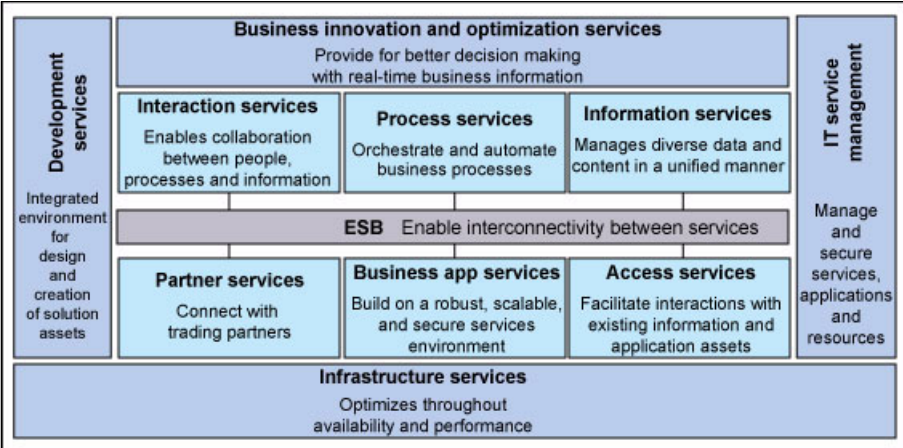 Business innovation and optimization services
Provide for better decision making
with real-time business information
Development
services
Integrated
environment
for
design
and
creation
of solution
assets
Interaction services
Enables collaboration
between people,
processes and information
Process services
Orchestrate and automate
business processes
Information services
Manages diverse data and
content in a unified manner
IT service
management
Manage
and
secure
services,
applications
and
resources
ESB Enable interconnectivity between services
Partner services
Connect with
trading partners
Business app services
Build on a robust, scalable,
and secure services
environment
Access services
Facilitate interactions with
existing information and
application assets
Infrastructure services
Optimizes throughout
availability and performance